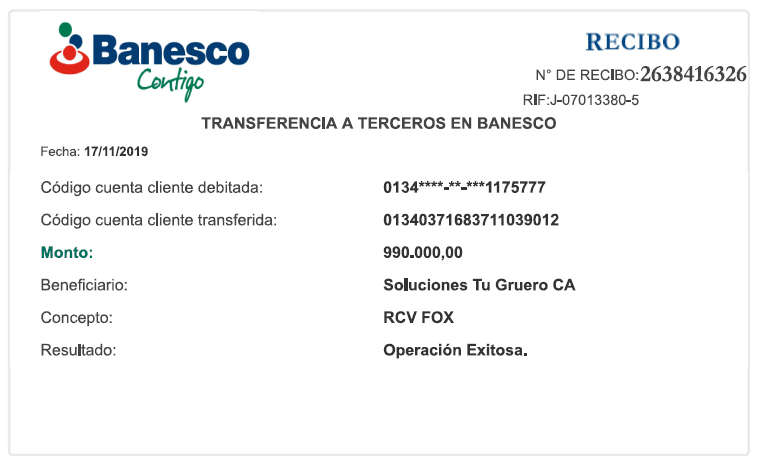 Banesco
Contigo
RECIBO
N° DE RECIBO:2638416326
RIF:J-07013380-5
TRANSFERENCIA A TERCEROS EN BANESCO
Fecha: 17/11/2019
Código cuenta cliente debitada: 0134****-**-***1175777
Código cuenta cliente transferida: 01340371683711039012
Monto: 990.000,00
Beneficiario: Soluciones Tu Gruero CA
Concepto: RCV FOX
Resultado: Operación Exitosa.